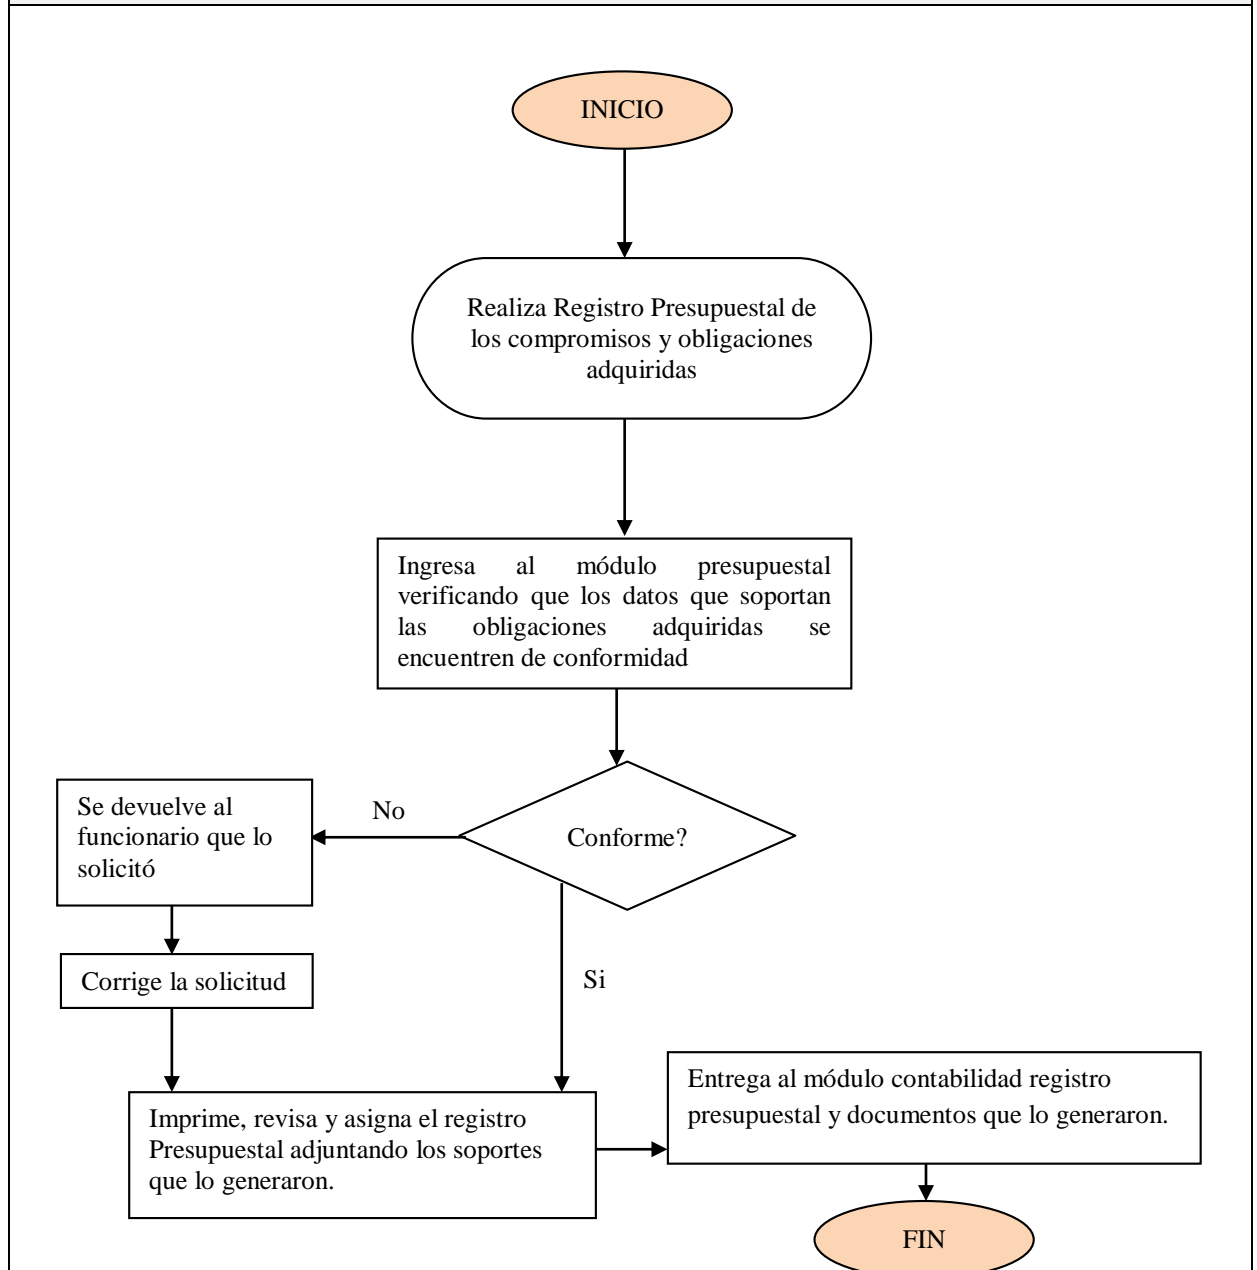 INICIO
Realiza Registro Presupuestal de
los compromisos y obligaciones
adquiridas
Ingresa al módulo presupuestal
verificando que los datos que soportan
las obligaciones adquiridas se
encuentren de conformidad
Conforme?
No
Se devuelve al
funcionario que lo
solicitó
Corrige la solicitud
Si
Imprime, revisa y asigna el registro
Presupuestal adjuntando los soportes
que lo generaron.
Entrega al módulo contabilidad registro
presupuestal y documentos que lo generaron.
FIN